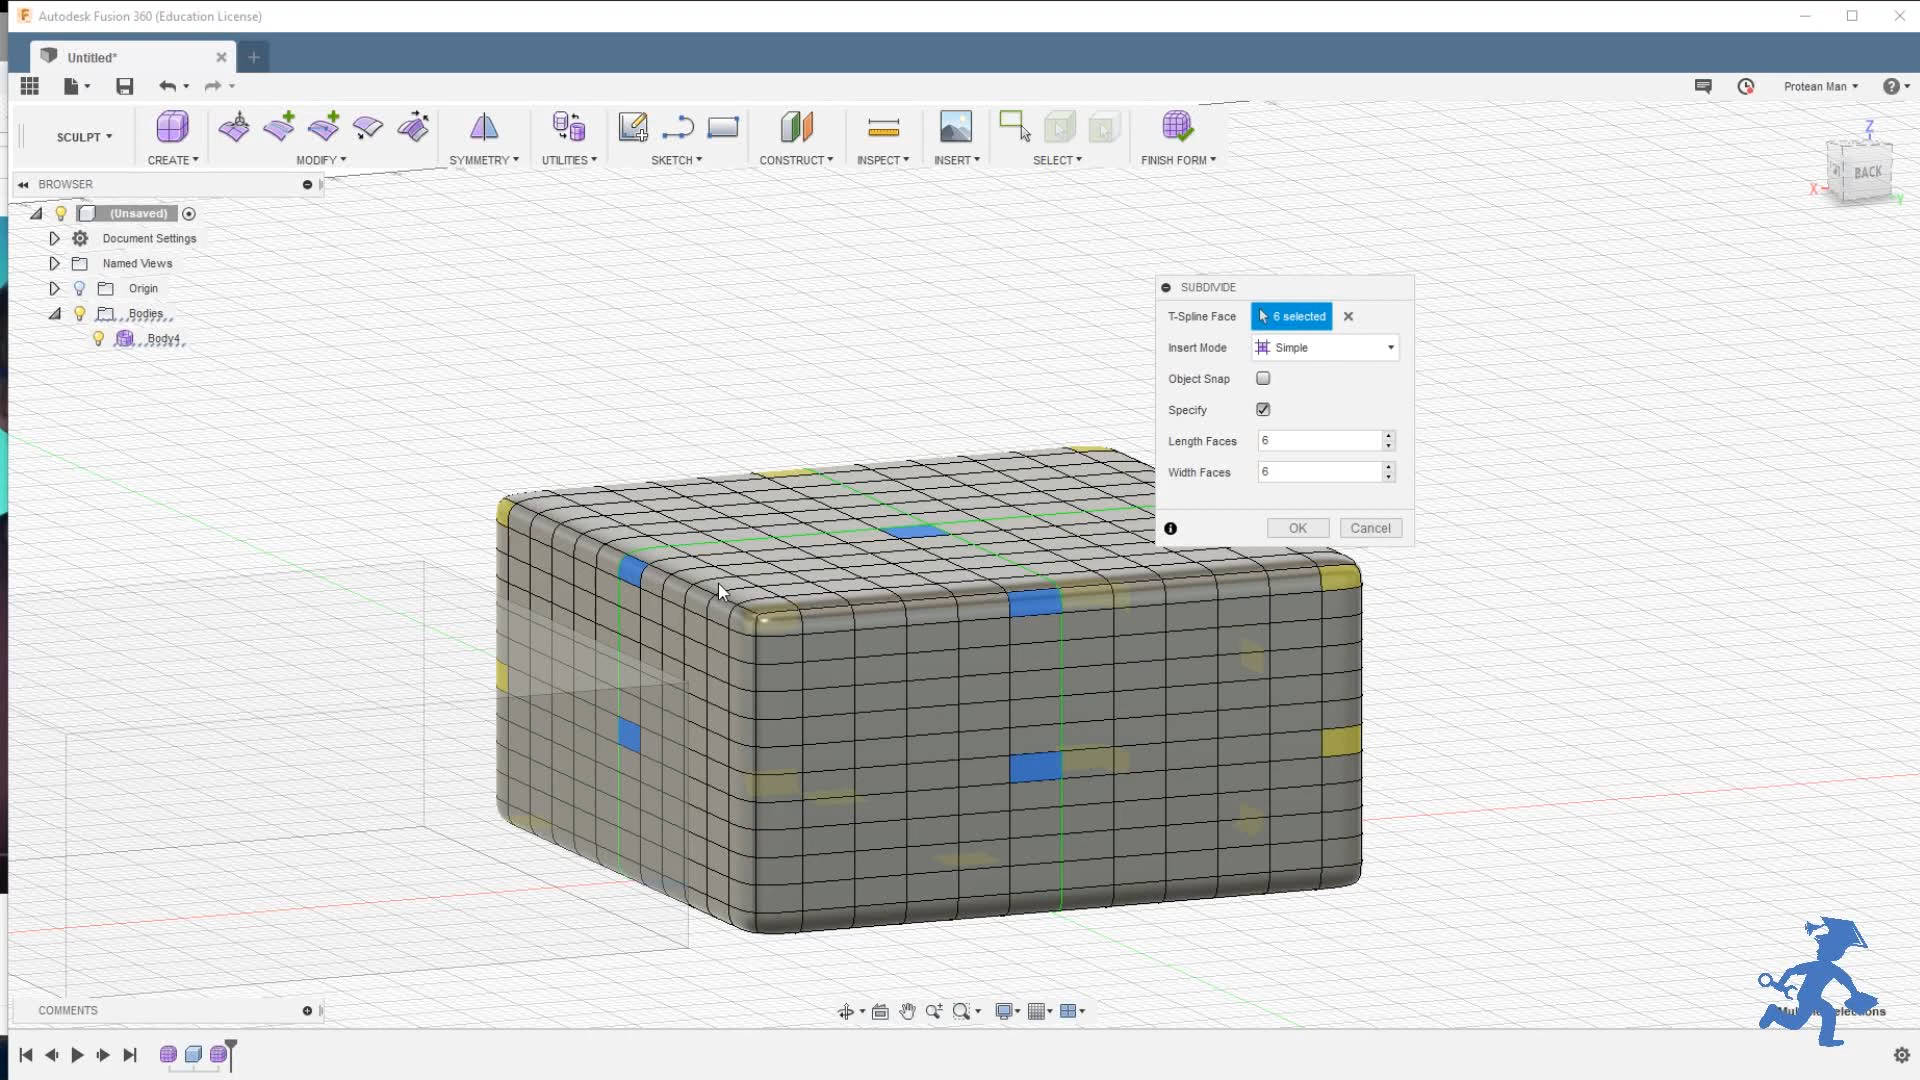 Autodesk Fusion 360 (Education License)
Untitled*
Protean Man
SCULPT
CREATE
MODIFY
SYMMETRY
UTILITIES
SKETCH
CONSTRUCT
INSPECT
INSERT
SELECT
FINISH FORM
BROWSER
(Unsaved)
Document Settings
Named Views
Origin
Bodies
Body4
Z
BACK
X
Y
SUBDIVIDE
T-Spline Face
6 selected
Insert Mode
Simple
Object Snap
Specify
Length Faces
6
Width Faces
6
OK
Cancel
COMMENTS